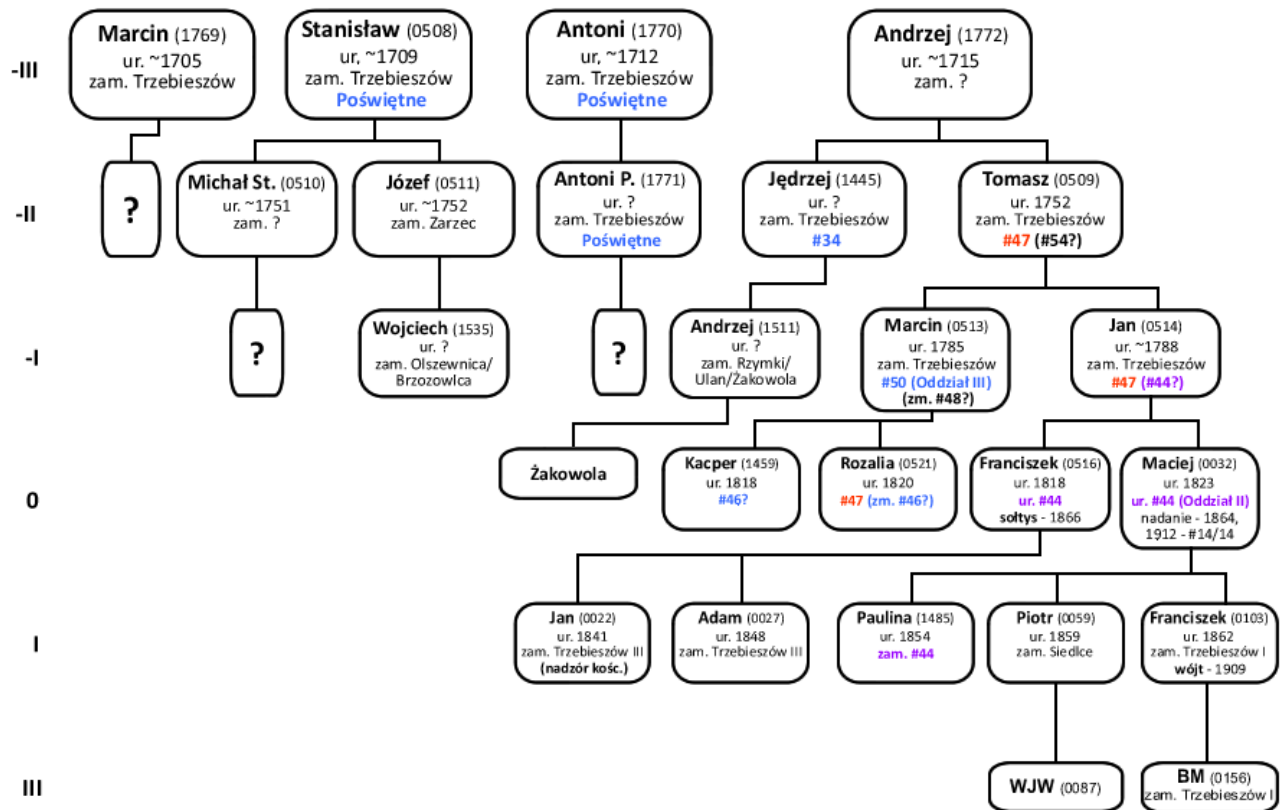 -III
Marcin (1769)
ur. ~1705
zam. Trzebieszów
Stanisław (0508)
ur, ~1709
zam. Trzebieszów
Poświętne
Antoni (1770)
ur, ~1712
zam. Trzebieszów
Poświętne
Andrzej (1772)
ur. ~1715
zam. ?
-II
?
Michał St. (0510)
ur. ~1751
zam. ?
Józef (0511)
ur. ~1752
zam. Zarzec
Antoni P. (1771)
ur. ?
zam. Trzebieszów
Poświętne
Jędrzej (1445)
ur. ?
zam. Trzebieszów
#34
Tomasz (0509)
ur. 1752
zam. Trzebieszów
#47 (#54?)
-I
?
Wojciech (1535)
ur. ?
zam. Olszewnica/
Brzozowica
?
Andrzej (1511)
ur. ?
zam. Rzymki/
Ulan/Żakowola
Marcin (0513)
ur. 1785
zam. Trzebieszów
#50 (Oddział III)
(zm. #48?)
Jan (0514)
ur. ~1788
zam. Trzebieszów
#47 (#44?)
0
Żakowola
Kacper (1459)
ur. 1818
#46?
Rozalia (0521)
ur. 1820
#47 (zm. #46?)
Franciszek (0516)
ur. 1818
ur. #44
sołtys - 1866
Maciej (0032)
ur. 1823
ur. #44 (Oddział II)
nadanie - 1864,
1912 - #14/14
I
Jan (0022)
ur. 1841
zam. Trzebieszów III
(nadzór kośc.)
Adam (0027)
ur. 1848
zam. Trzebieszów III
Paulina (1485)
ur. 1854
zam. #44
Piotr (0059)
ur. 1859
zam. Siedlce
Franciszek (0103)
ur. 1862
zam. Trzebieszów I
wójt - 1909
III
WJW (0087)
BM (0156)
zam. Trzebieszów I